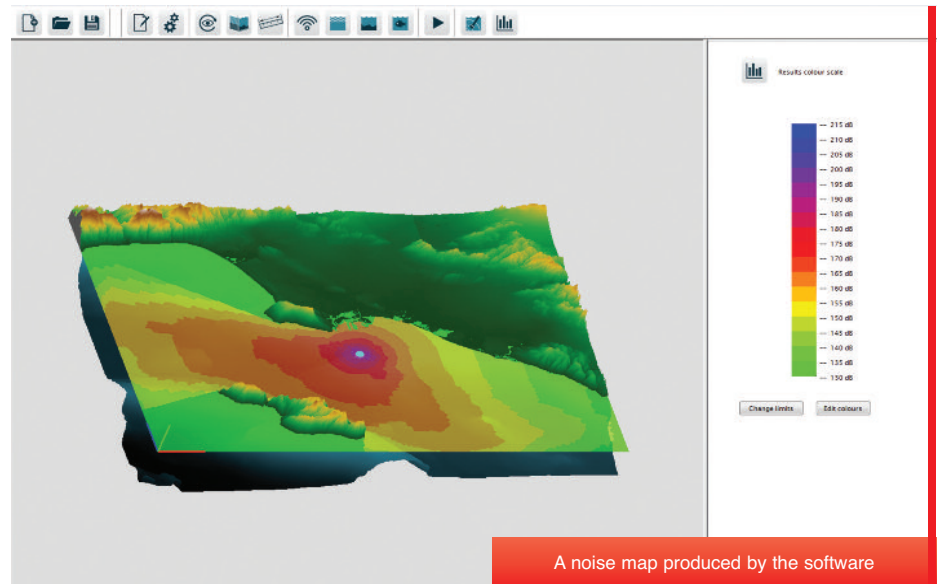 Results colour scale
215 dB
210 dB
205 dB
200 dB
195 dB
190 dB
185 dB
180 dB
175 dB
170 dB
165 dB
160 dB
155 dB
150 dB
145 dB
140 dB
135 dB
130 dB
Change limits
Edit colours
A noise map produced by the software